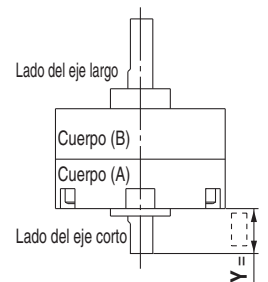 Lado del eje largo
Cuerpo (B)
Cuerpo (A)
Lado del eje corto
Y =